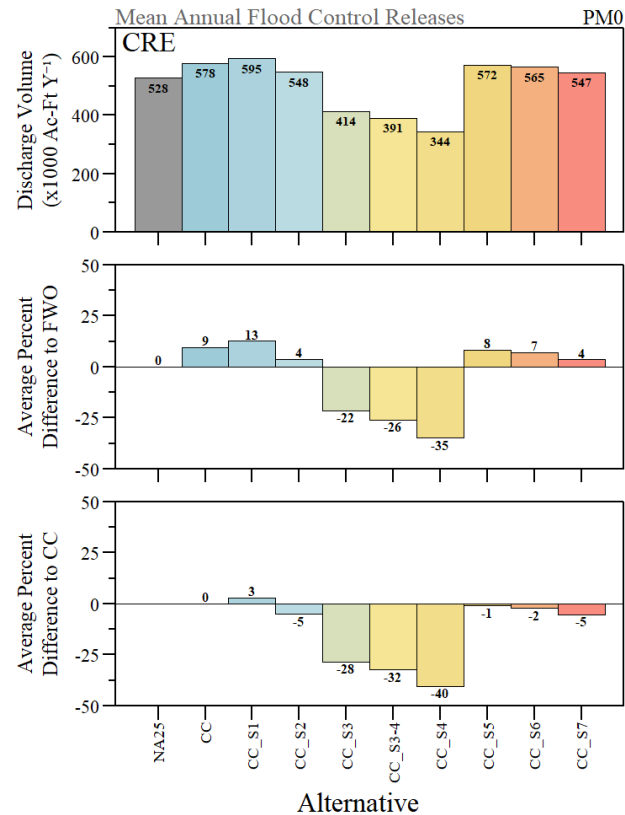 Mean Annual Flood Control Releases PM0
CRE
Discharge Volume
(x1000 Ac-Ft Y⁻¹)
600
400
200
0
528 578 595 548 414 391 344 572 565 547
Average Percent
Difference to FWO
50
25
0
-25
-50
0 9 13 4 -22 -26 -35 8 7 4
Average Percent
Difference to CC
50
25
0
-25
-50
0 3 -5 -28 -32 -40 -1 -2 -5
NA25 CC CC_S1 CC_S2 CC_S3 CC_S3-4 CC_S4 CC_S5 CC_S6 CC_S7
Alternative